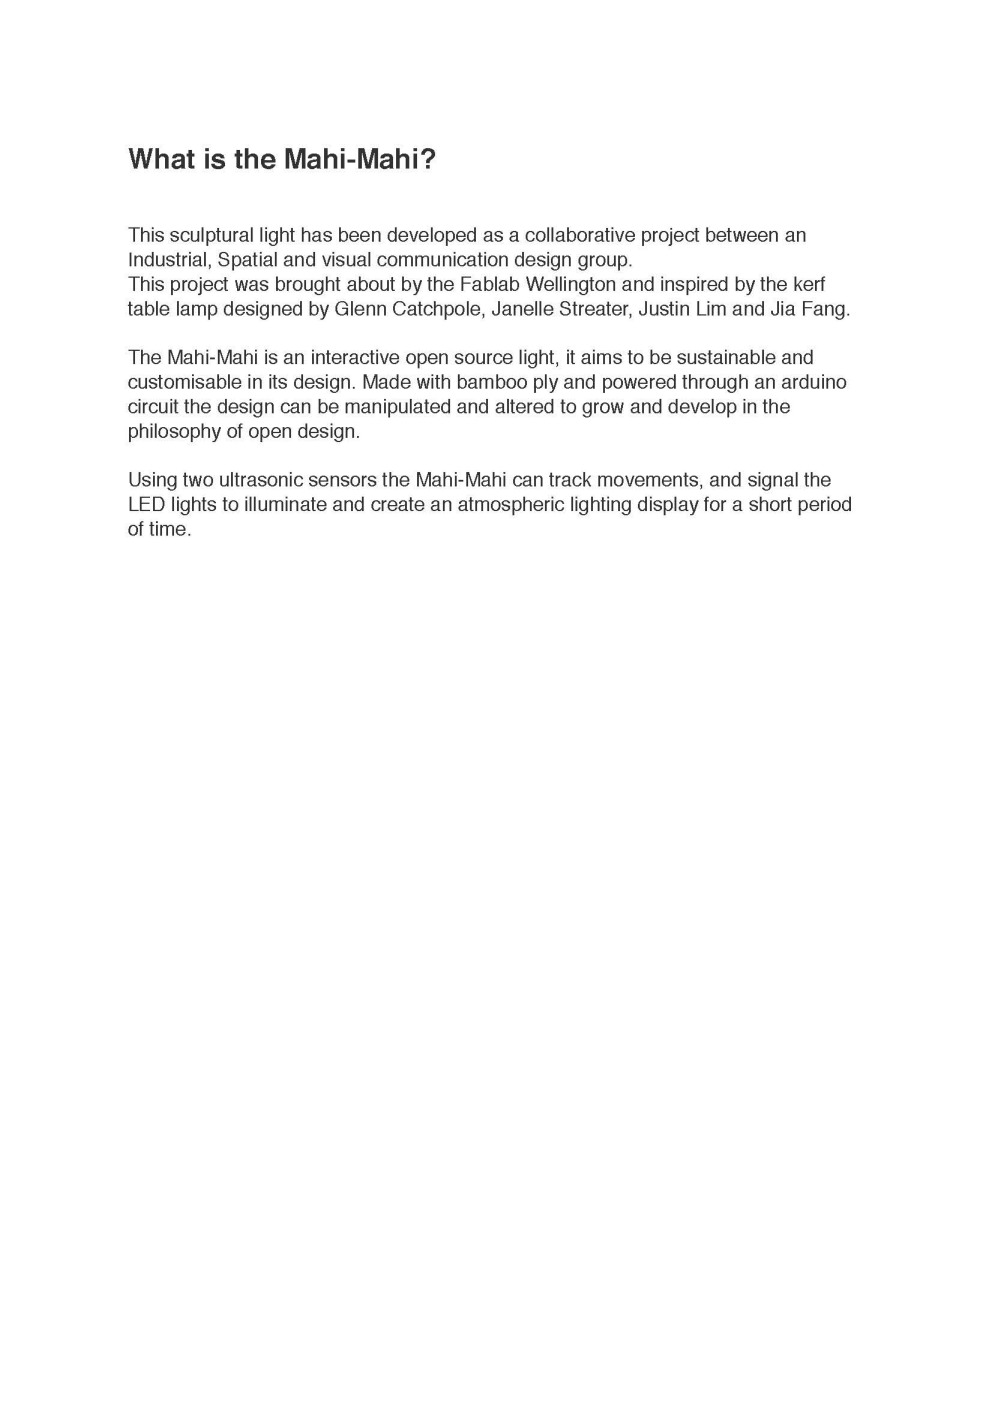 What is the Mahi-Mahi?
This sculptural light has been developed as a collaborative project between an
Industrial, Spatial and visual communication design group.
This project was brought about by the Fablab Wellington and inspired by the kerf
table lamp designed by Glenn Catchpole, Janelle Streater, Justin Lim and Jia Fang.
The Mahi-Mahi is an interactive open source light, it aims to be sustainable and
customisable in its design. Made with bamboo ply and powered through an arduino
circuit the design can be manipulated and altered to grow and develop in the
philosophy of open design.
Using two ultrasonic sensors the Mahi-Mahi can track movements, and signal the
LED lights to illuminate and create an atmospheric lighting display for a short period
of time.